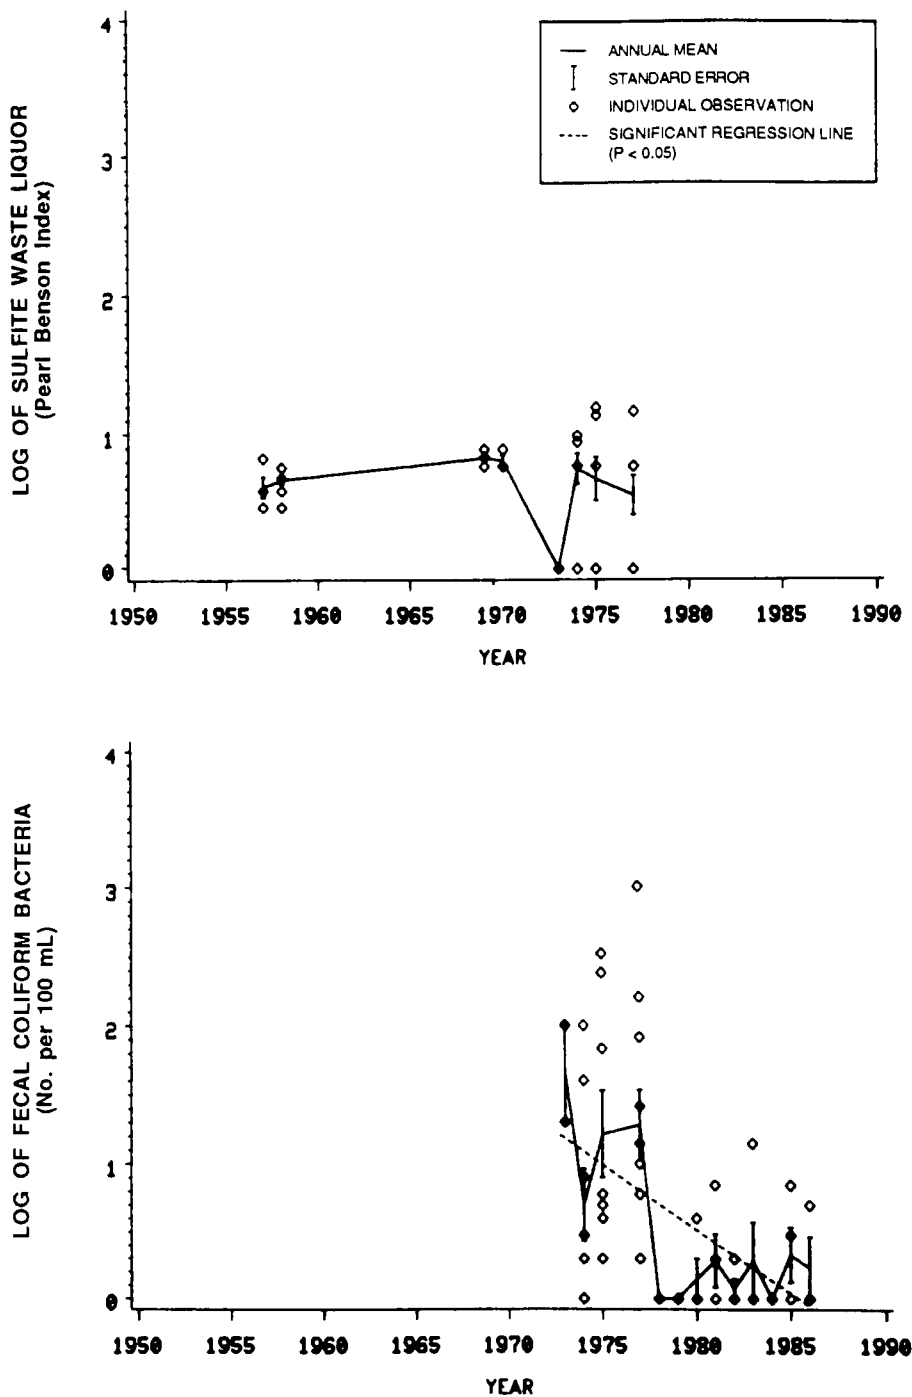 4
3
2
1
0
LOG OF SULFITE WASTE LIQUOR
(Pearl Benson Index)
ANNUAL MEAN
STANDARD ERROR
INDIVIDUAL OBSERVATION
SIGNIFICANT REGRESSION LINE
(P < 0.05)
1950 1955 1960 1965 1970 1975 1980 1985 1990
YEAR
4
3
2
1
0
LOG OF FECAL COLIFORM BACTERIA
(No. per 100 mL)
1950 1955 1960 1965 1970 1975 1980 1985 1990
YEAR